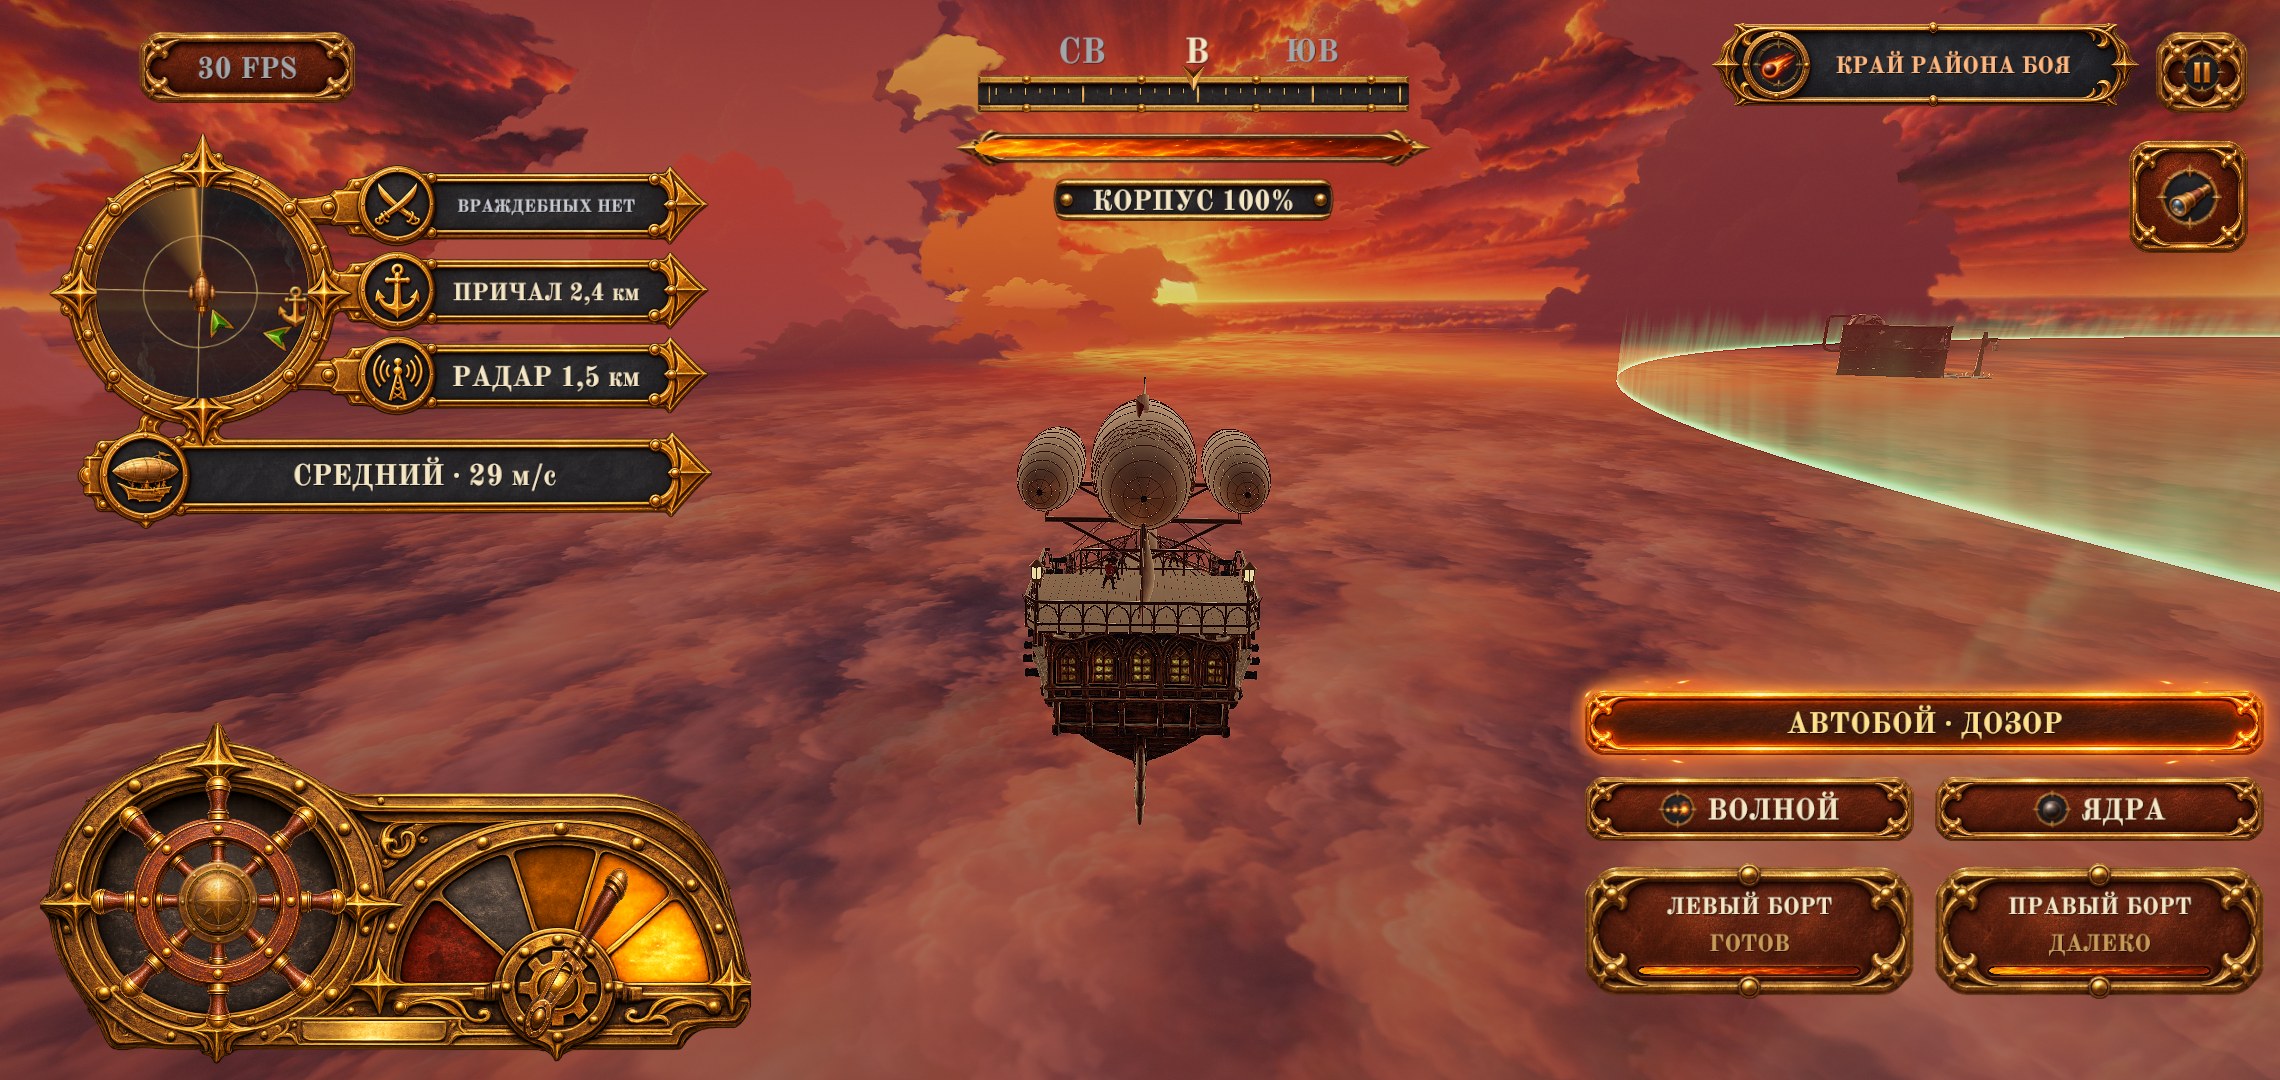 30 FPS
СВ В ЮВ
КРАЙ РАЙОНА БОЯ
КОРПУС 100%
ВРАЖДЕБНЫХ НЕТ
ПРИЧАЛ 2,4 км
РАДАР 1,5 км
СРЕДНИЙ · 29 м/с
АВТОБОЙ · ДОЗОР
ВОЛНОЙ
ЯДРА
ЛЕВЫЙ БОРТ
ГОТОВ
ПРАВЫЙ БОРТ
ДАЛЕКО